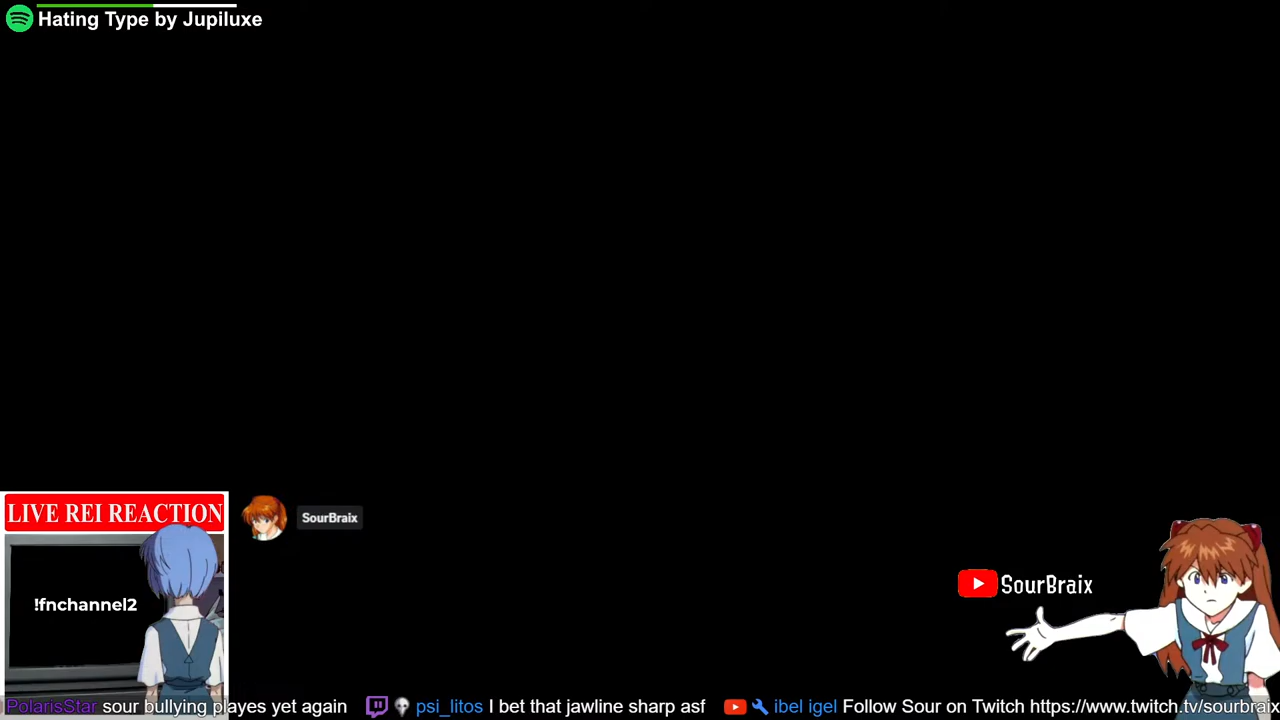 Hating Type by Jupiluxe
LIVE REI REACTION
!fnchannel2
SourBraix
SourBraix
PolarisStar sour bullying playes yet again psi_litos I bet that jawline sharp asf ibel igel Follow Sour on Twitch https://www.twitch.tv/sourbraix